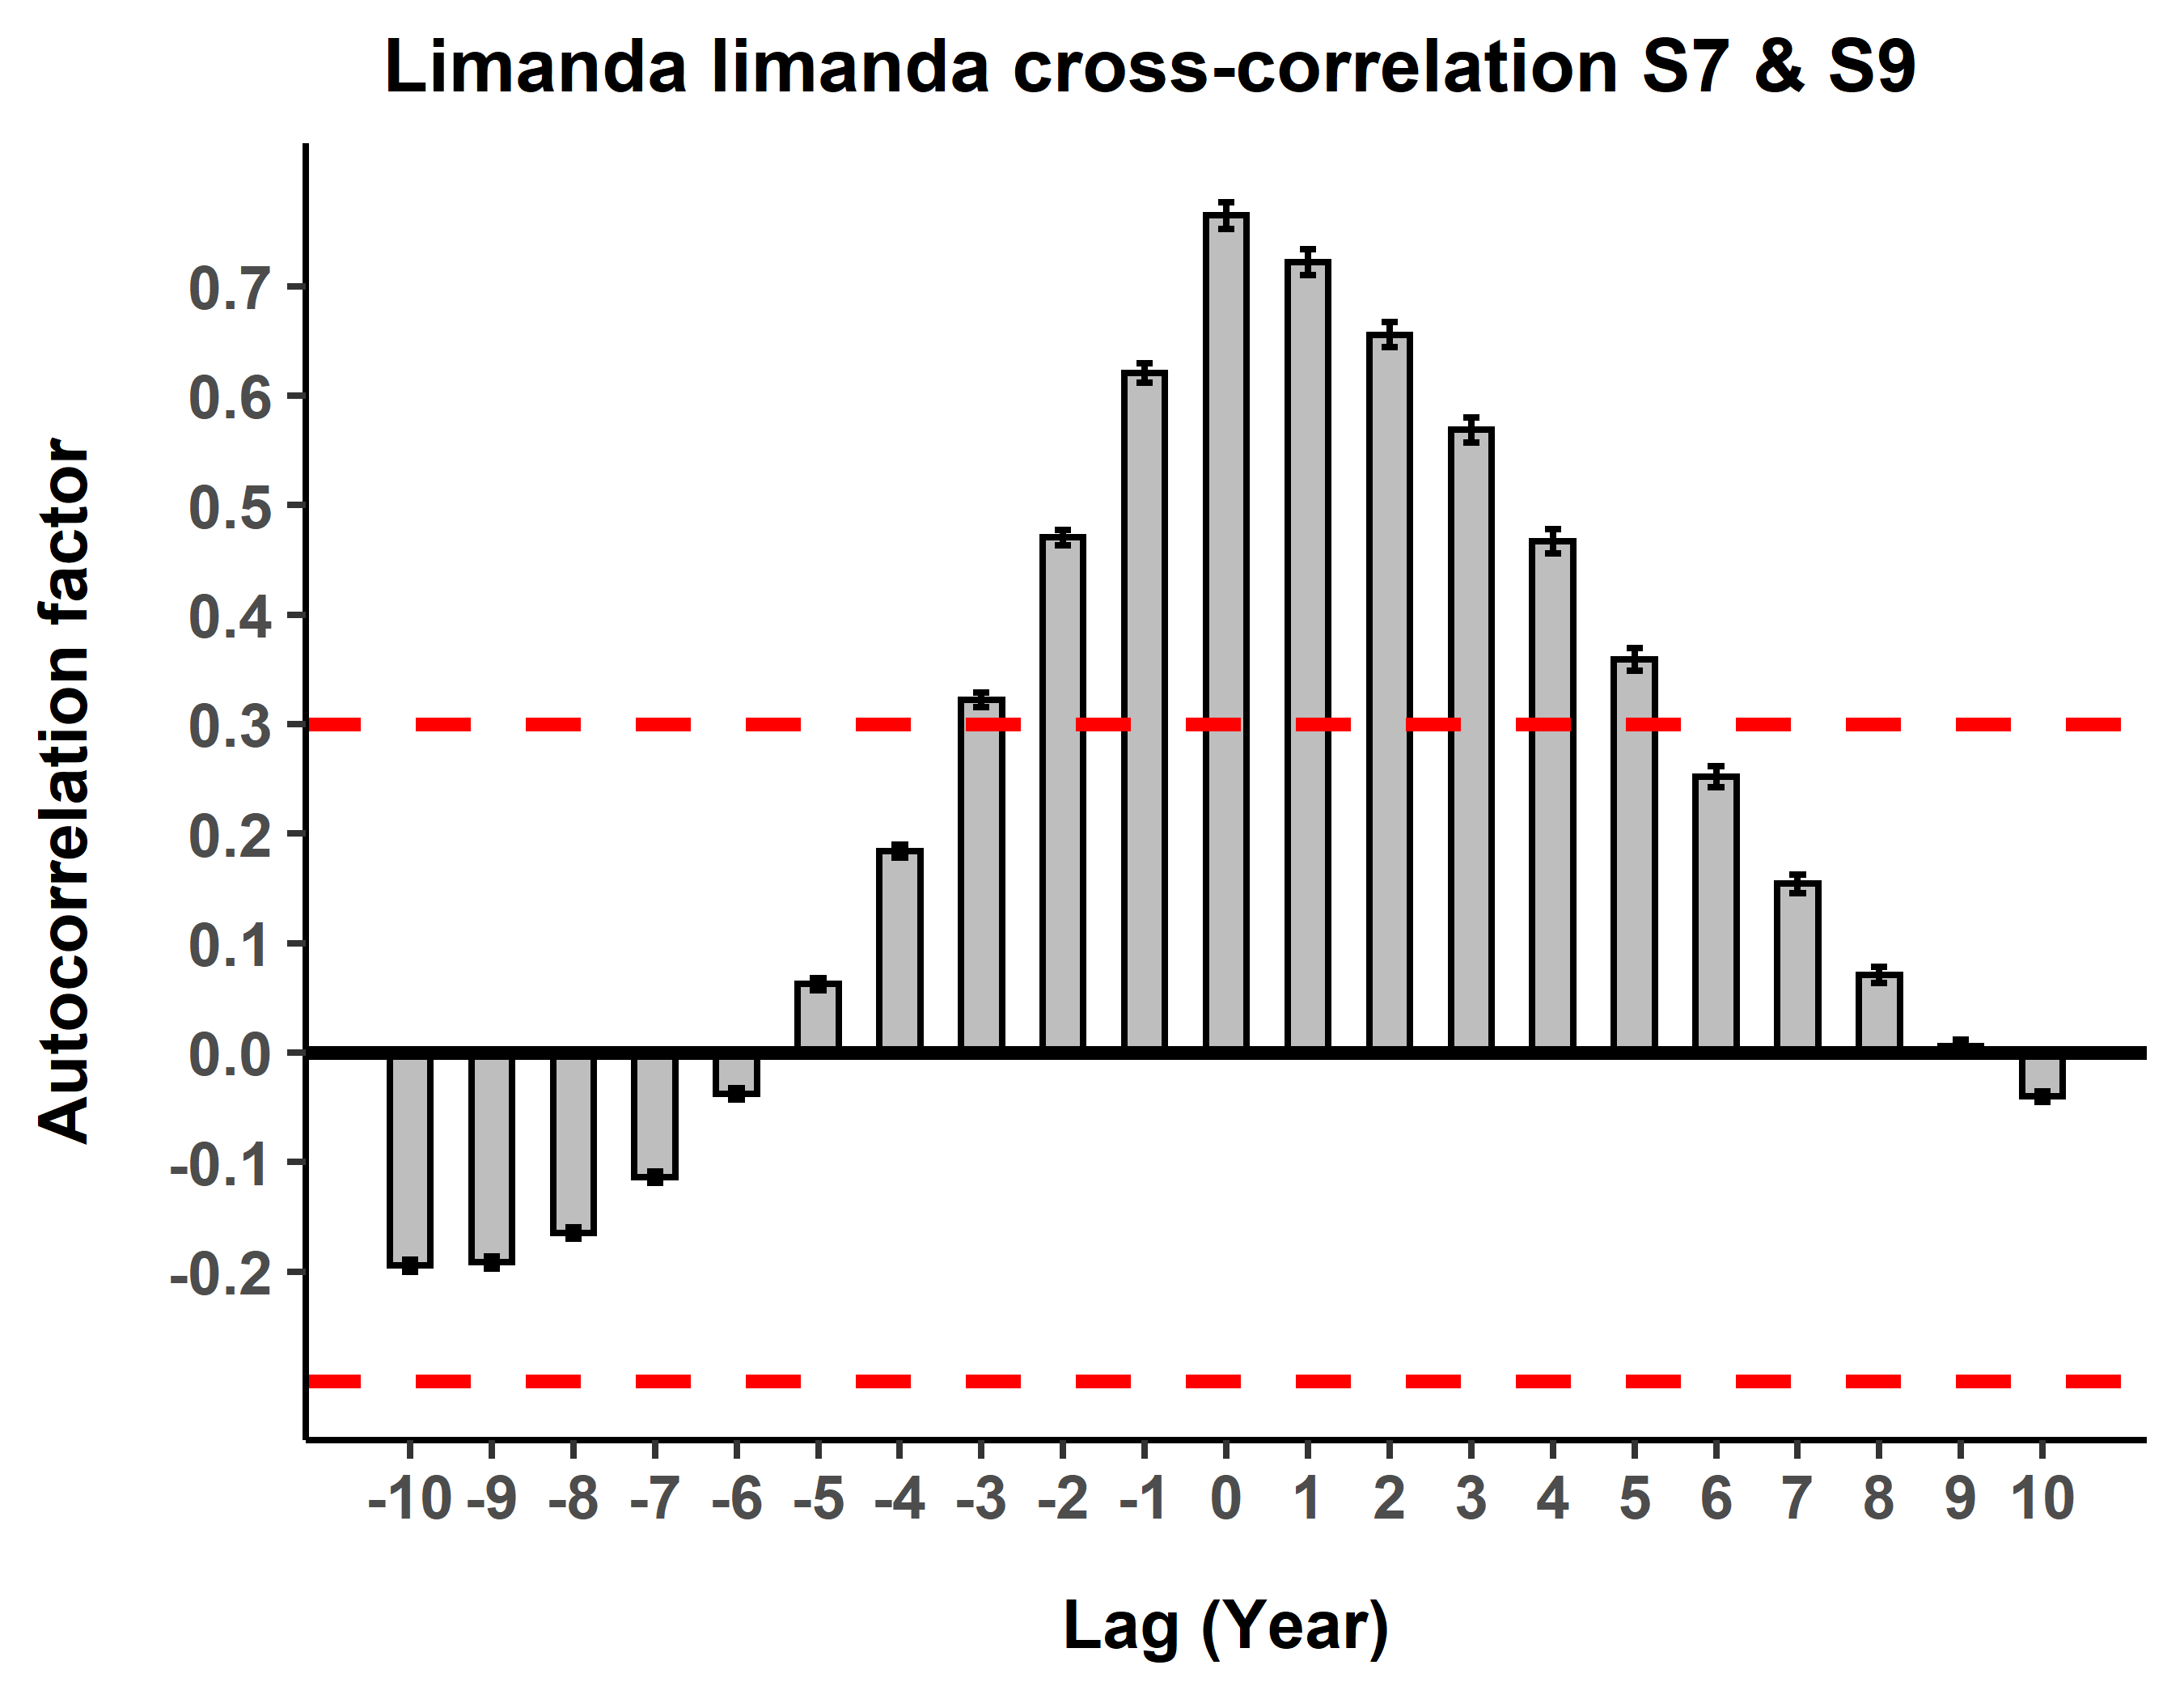 Limanda limanda cross-correlation S7 & S9
Autocorrelation factor
0.7
0.6
0.5
0.4
0.3
0.2
0.1
0.0
-0.1
-0.2
-10 -9 -8 -7 -6 -5 -4 -3 -2 -1 0 1 2 3 4 5 6 7 8 9 10
Lag (Year)